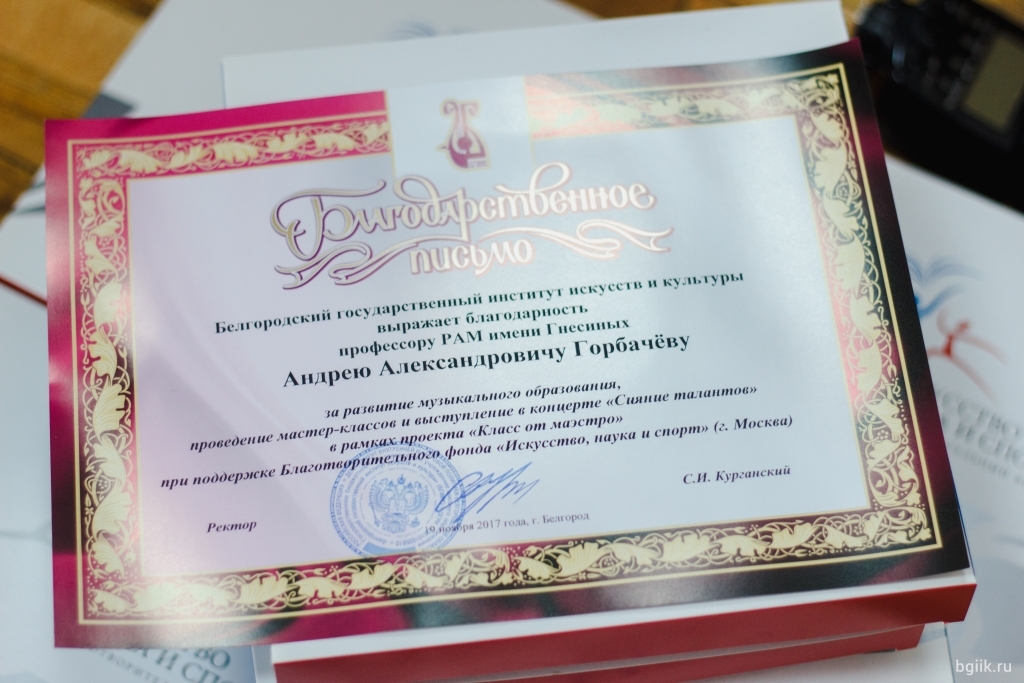 Благодарственное
письмо
Белгородский государственный институт искусств и культуры
выражает благодарность
профессору РАМ имени Гнесиных
Андрею Александровичу Горбачёву
за развитие музыкального образования,
проведение мастер-классов и выступление в концерте «Сияние талантов»
в рамках проекта «Класс от маэстро»
при поддержке Благотворительного фонда «Искусство, наука и спорт» (г. Москва)
Ректор
С.И. Курганский
19 ноября 2017 года, г. Белгород
bgiik.ru